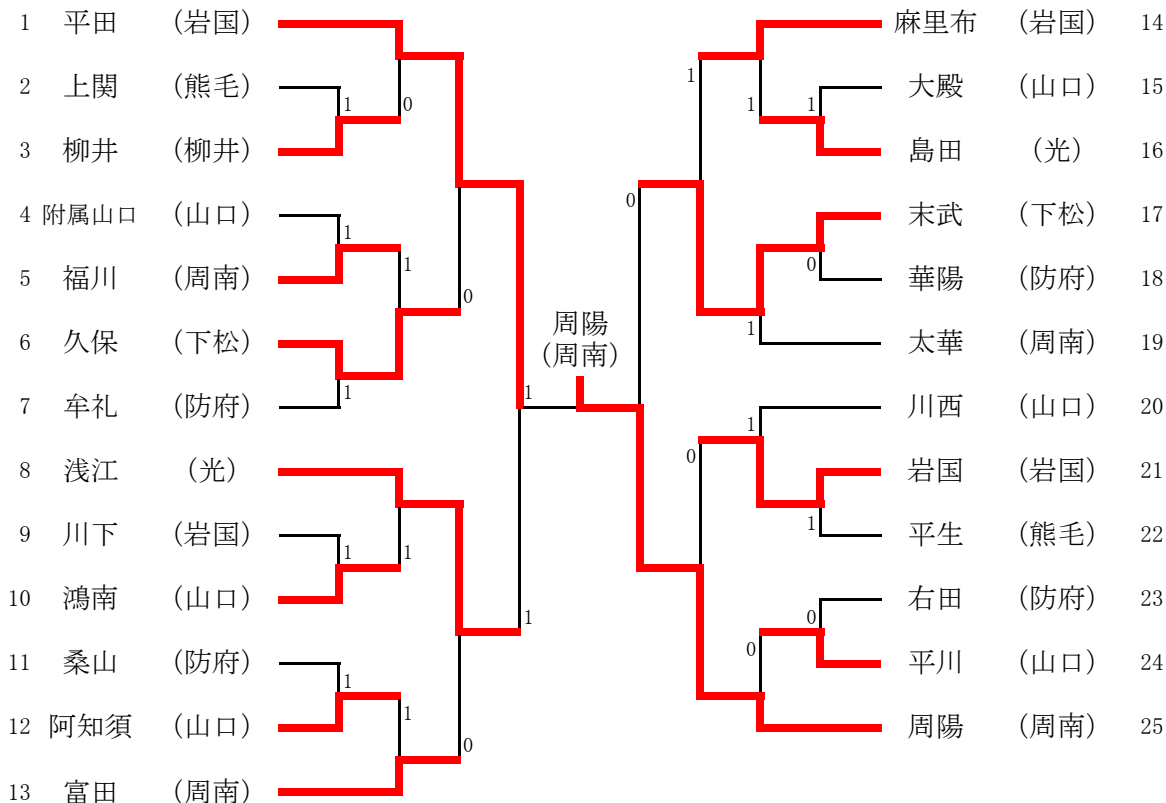 1 平田 (岩国)
2 上関 (熊毛)
1
0
3 柳井 (柳井)
4 附属山口 (山口)
1
5 福川 (周南)
1
0
6 久保 (下松)
7 牟礼 (防府)
1
8 浅江 (光)
9 川下 (岩国)
1
1
10 鴻南 (山口)
1
11 桑山 (防府)
1
12 阿知須 (山口)
1
0
13 富田 (周南)
1
周陽
(周南)
麻里布 (岩国) 14
1
大殿 (山口) 15
1
1
島田 (光) 16
0
末武 (下松) 17
0
華陽 (防府) 18
1
太華 (周南) 19
川西 (山口) 20
1
0
岩国 (岩国) 21
1
平生 (熊毛) 22
右田 (防府) 23
0
0
平川 (山口) 24
周陽 (周南) 25